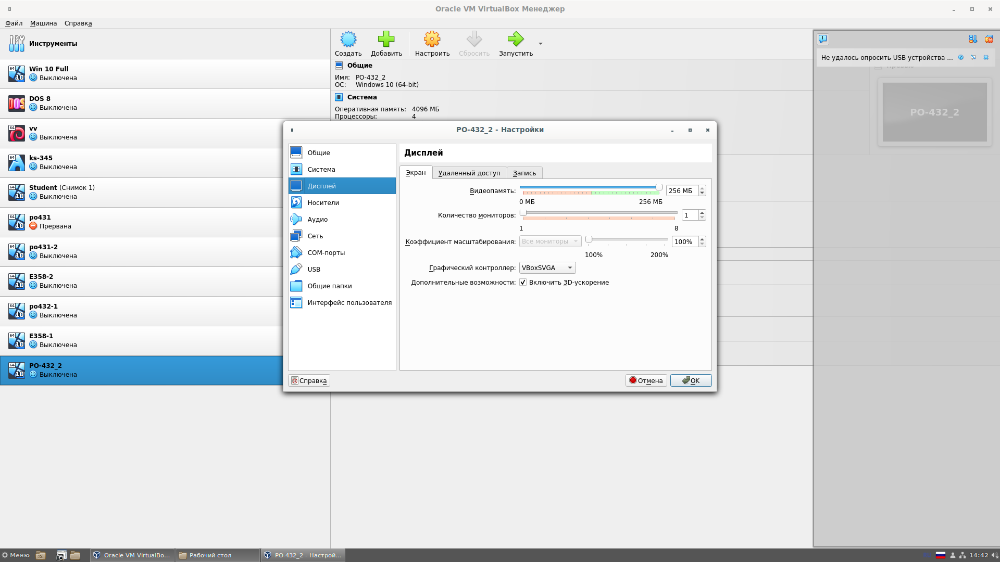 Oracle VM VirtualBox Менеджер
Файл Машина Справка
Инструменты
Создать Добавить Настроить Сбросить Запустить
Не удалось опросить USB устройства ...
Win 10 Full
Выключена
DOS 8
Выключена
vv
Выключена
ks-345
Выключена
Student (Снимок 1)
Выключена
po431
Прервана
po431-2
Выключена
E358-2
Выключена
po432-1
Выключена
E358-1
Выключена
PO-432_2
Выключена
Общие
Имя: PO-432_2
ОС: Windows 10 (64-bit)
Система
Оперативная память: 4096 МБ
Процессоры: 4
PO-432_2
PO-432_2 - Настройки
Общие
Система
Дисплей
Носители
Аудио
Сеть
COM-порты
USB
Общие папки
Интерфейс пользователя
Дисплей
Экран Удаленный доступ Запись
Видеопамять: 256 МБ
0 МБ 256 МБ
Количество мониторов: 1
1 8
Коэффициент масштабирования: Все мониторы 100%
100% 200%
Графический контроллер: VBoxSVGA
Дополнительные возможности: Включить 3D-ускорение
Справка Отмена OK
Меню Oracle VM VirtualBo... Рабочий стол PO-432_2 - Настрой... 14:42